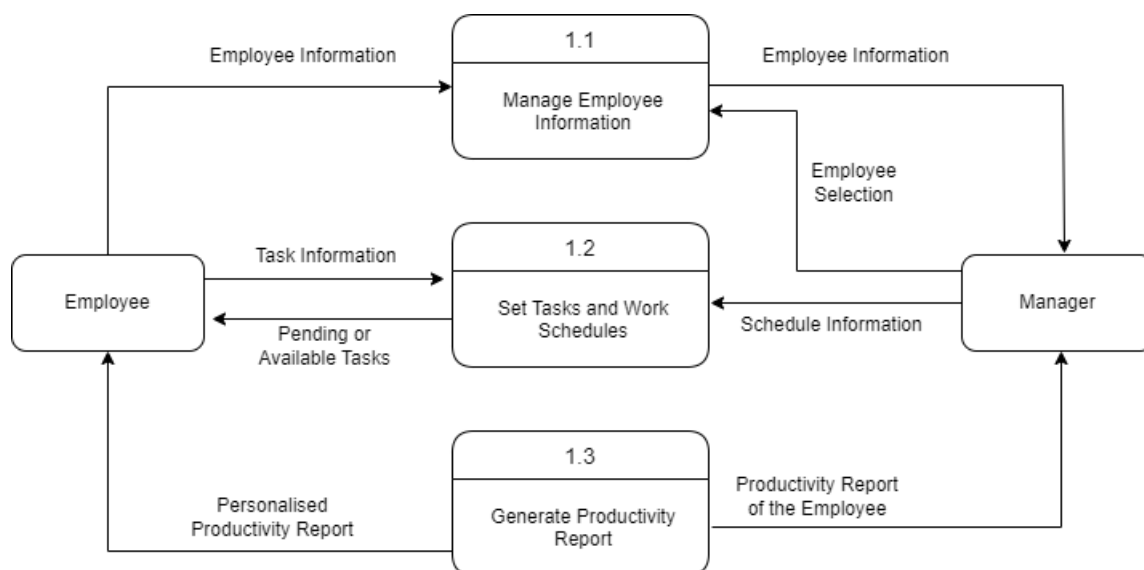 1.1
Employee Information
Employee Information
Manage Employee
Information
Employee
Selection
1.2
Task Information
Employee
Set Tasks and Work
Schedules
Manager
Schedule Information
Pending or
Available Tasks
1.3
Personalised
Productivity Report
Generate Productivity
Report
Productivity Report
of the Employee